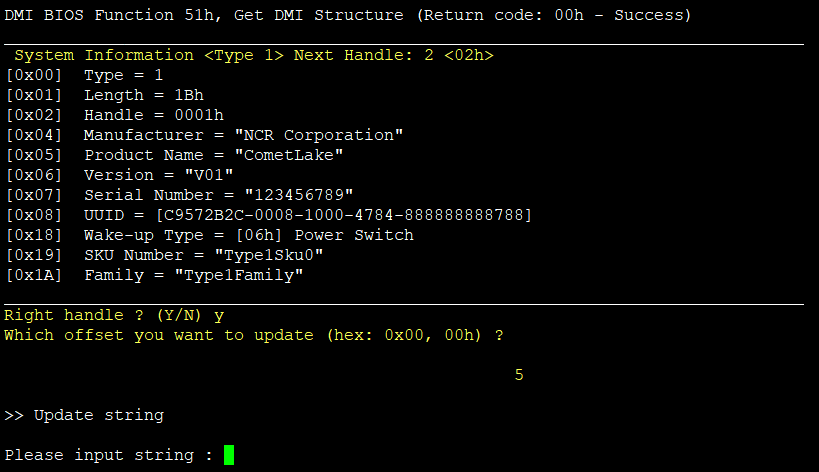 DMI BIOS Function 51h, Get DMI Structure (Return code: 00h - Success)
System Information <Type 1> Next Handle: 2 <02h>
[0x00]  Type = 1
[0x01]  Length = 1Bh
[0x02]  Handle = 0001h
[0x04]  Manufacturer = "NCR Corporation"
[0x05]  Product Name = "CometLake"
[0x06]  Version = "V01"
[0x07]  Serial Number = "123456789"
[0x08]  UUID = [C9572B2C-0008-1000-4784-888888888788]
[0x18]  Wake-up Type = [06h] Power Switch
[0x19]  SKU Number = "Type1Sku0"
[0x1A]  Family = "Type1Family"
Right handle ? (Y/N) y
Which offset you want to update (hex: 0x00, 00h) ?
5
>> Update string
Please input string :